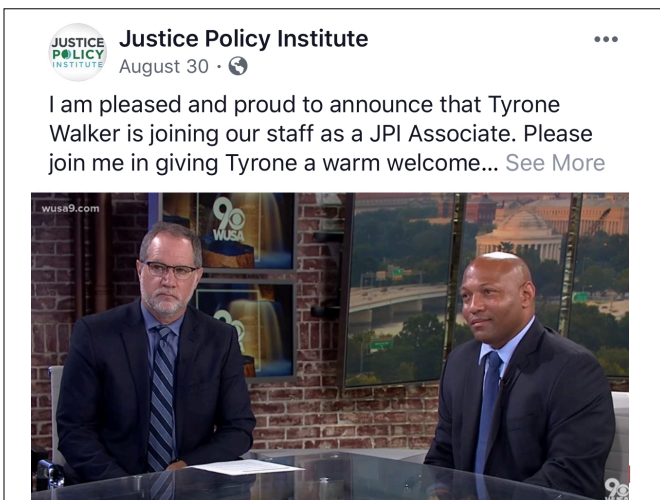 JUSTICE
POLICY
INSTITUTE
Justice Policy Institute
August 30 ·
I am pleased and proud to announce that Tyrone
Walker is joining our staff as a JPI Associate. Please
join me in giving Tyrone a warm welcome... See More
wusa9.com
9
WUSA
9